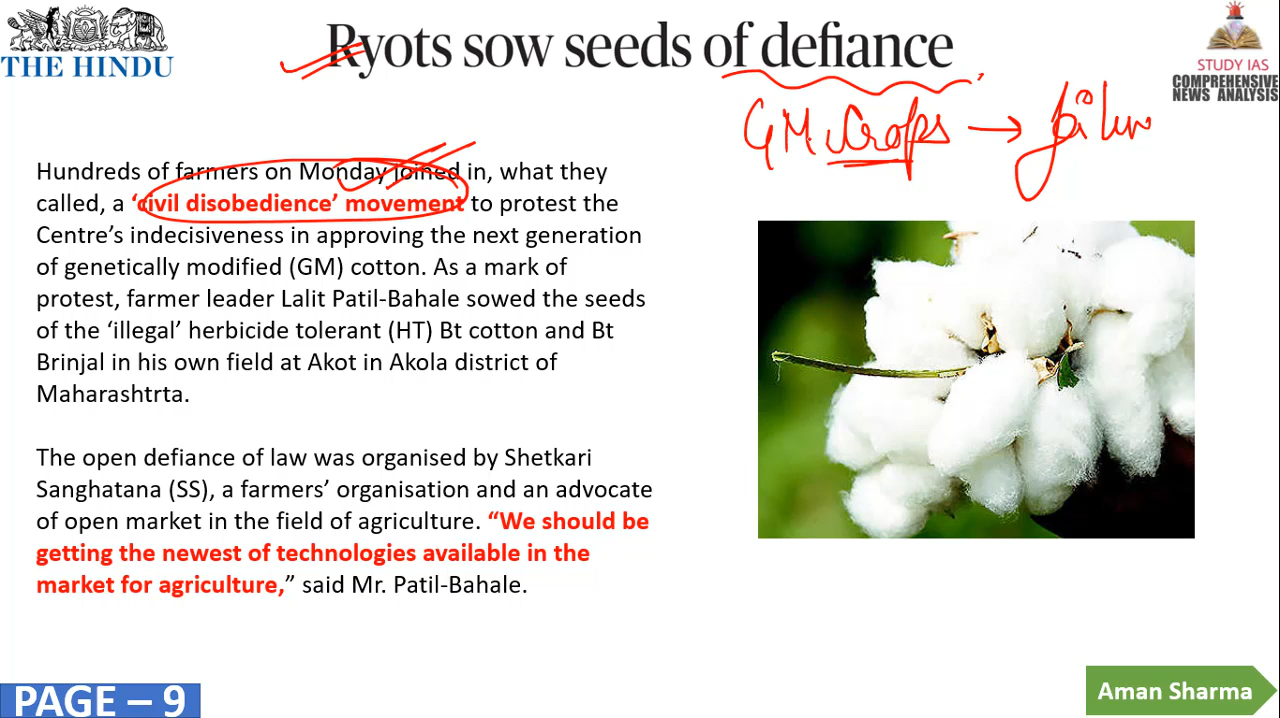 THE HINDU
Ryots sow seeds of defiance
STUDY IAS
COMPREHENSIVE
NEWS ANALYSIS
GM Crops →
Hundreds of farmers on Monday joined in, what they
called, a ‘civil disobedience’ movement to protest the
Centre’s indecisiveness in approving the next generation
of genetically modified (GM) cotton. As a mark of
protest, farmer leader Lalit Patil-Bahale sowed the seeds
of the ‘illegal’ herbicide tolerant (HT) Bt cotton and Bt
Brinjal in his own field at Akot in Akola district of
Maharashtrta.
The open defiance of law was organised by Shetkari
Sanghatana (SS), a farmers’ organisation and an advocate
of open market in the field of agriculture. “We should be
getting the newest of technologies available in the
market for agriculture,” said Mr. Patil-Bahale.
PAGE – 9
Aman Sharma